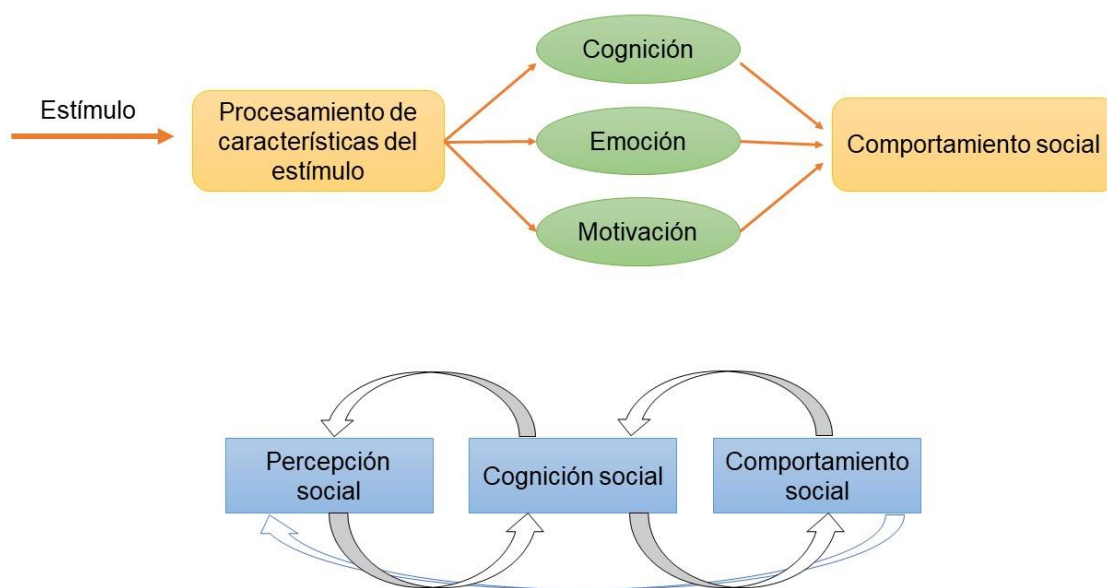 Estímulo
Procesamiento de
características del
estímulo
Cognición
Emoción
Motivación
Comportamiento social
Percepción
social
Cognición social
Comportamiento
social